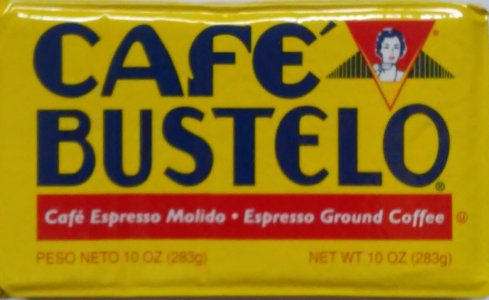 CAFÉ
BUSTELO®
Café Espresso Molido • Espresso Ground Coffee
PESO NETO 10 OZ (283g) NET WT 10 OZ (283g)